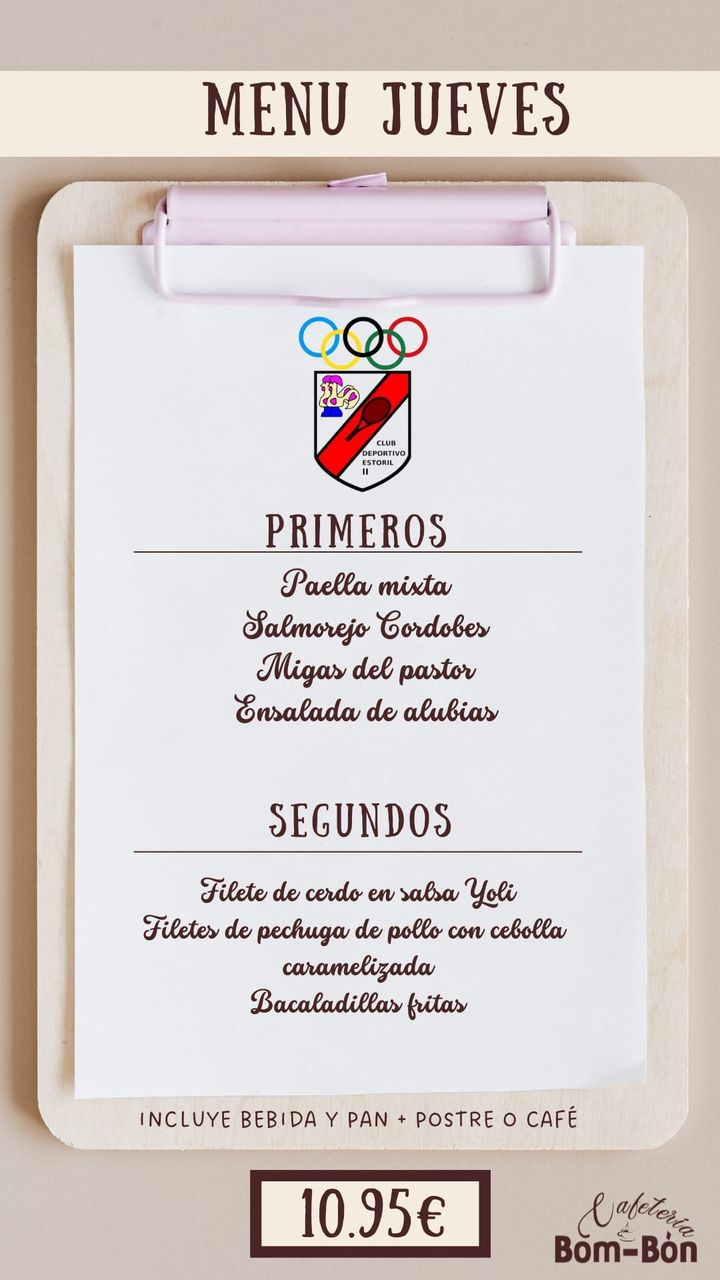 MENU JUEVES
CLUB
DEPORTIVO
ESTORIL
II
PRIMEROS
Paella mixta
Salmorejo Cordobes
Migas del pastor
Ensalada de alubias
SEGUNDOS
Filete de cerdo en salsa Yoli
Filetes de pechuga de pollo con cebolla
caramelizada
Bacaladillas fritas
INCLUYE BEBIDA Y PAN + POSTRE O CAFÉ
10.95€
Cafetería
Bom-Bòn